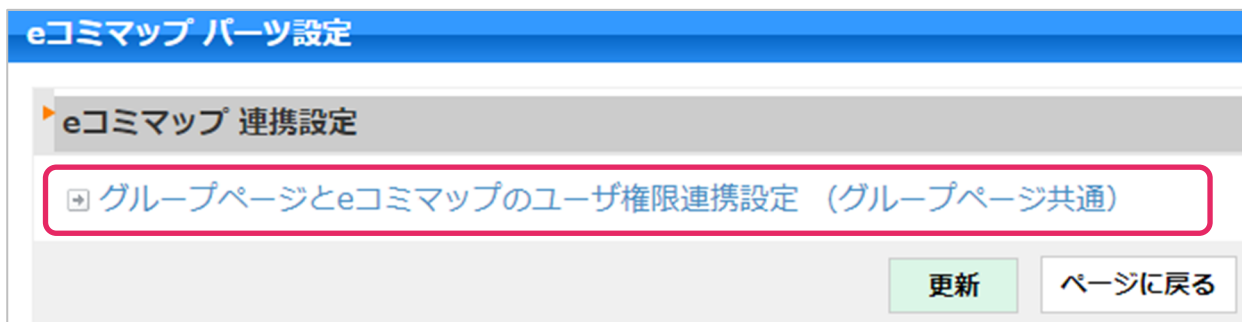 eコミマップ パーツ設定
eコミマップ 連携設定
グループページとeコミマップのユーザ権限連携設定 （グループページ共通）
更新 ページに戻る